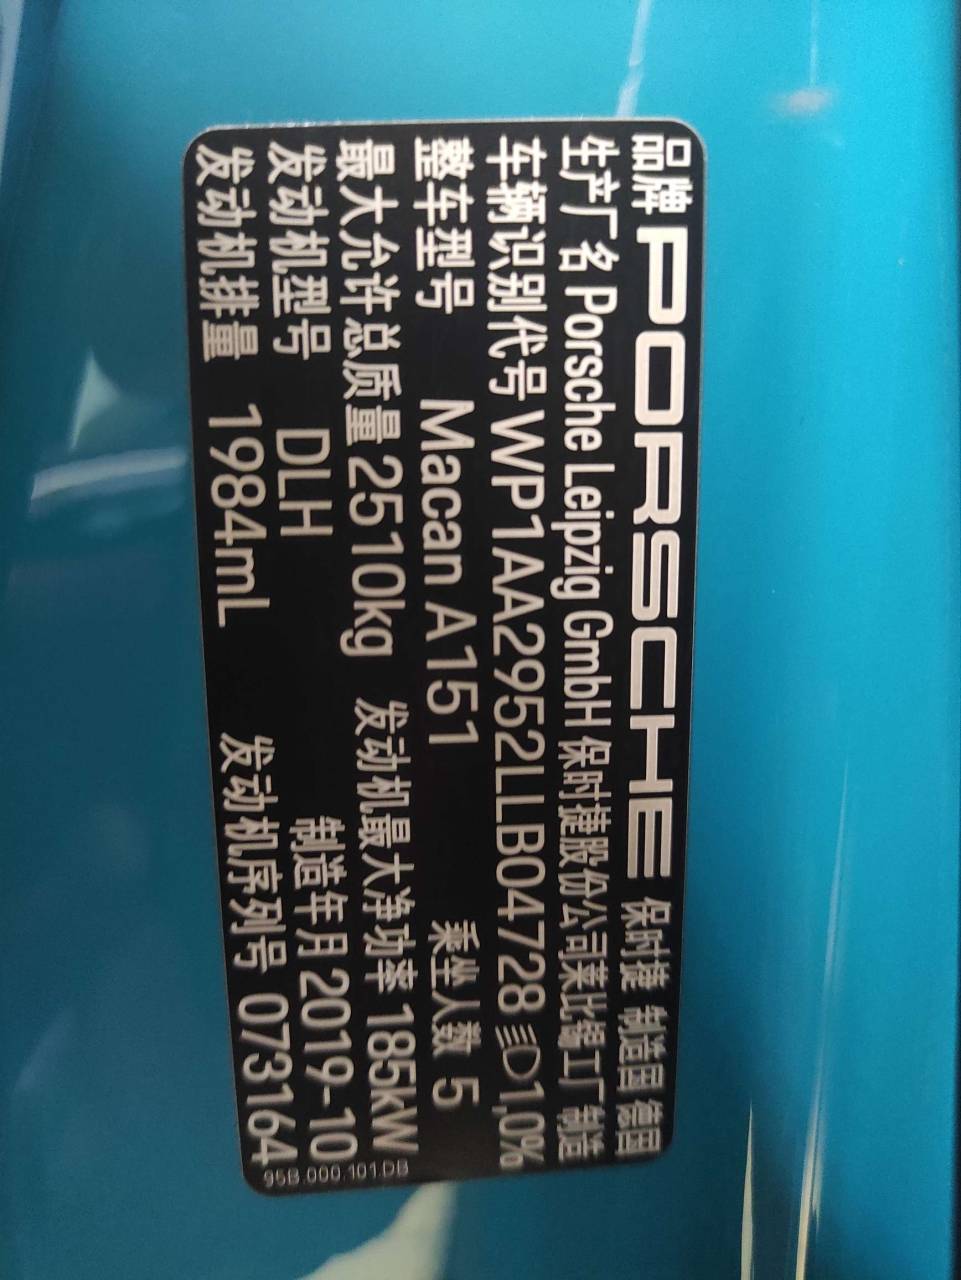 品牌 PORSCHE 保时捷 制造国 德国
生产厂名 Porsche Leipzig GmbH 保时捷股份公司莱比锡工厂 制造
车辆识别代号 WP1AA2952LLB04728 1,0%
整车型号 Macan A151 乘坐人数 5
最大允许总质量 2510kg 发动机最大净功率 185kW
发动机型号 DLH 制造年月 2019-10
发动机排量 1984mL 发动机序列号 073164
95B.000.101.DB